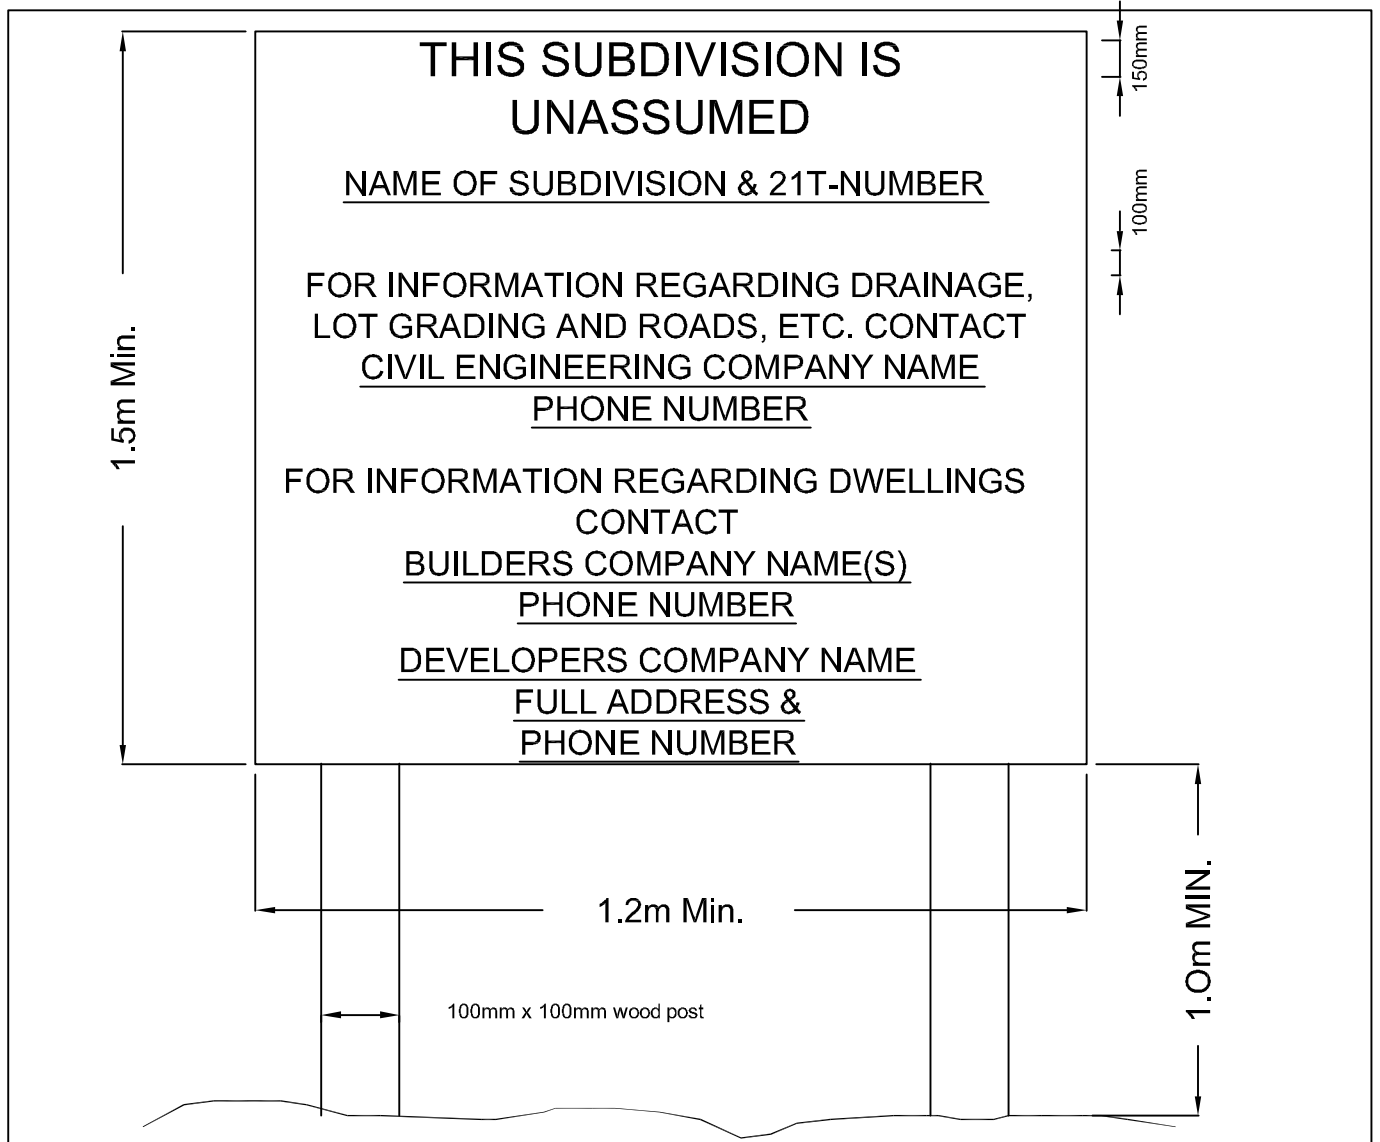 THIS SUBDIVISION IS
UNASSUMED
150mm
NAME OF SUBDIVISION & 21T-NUMBER
100mm
FOR INFORMATION REGARDING DRAINAGE,
LOT GRADING AND ROADS, ETC. CONTACT
CIVIL ENGINEERING COMPANY NAME
PHONE NUMBER
1.5m Min.
FOR INFORMATION REGARDING DWELLINGS
CONTACT
BUILDERS COMPANY NAME(S)
PHONE NUMBER
DEVELOPERS COMPANY NAME
FULL ADDRESS &
PHONE NUMBER
1.2m Min.
1.Om MIN.
100mm x 100mm wood post